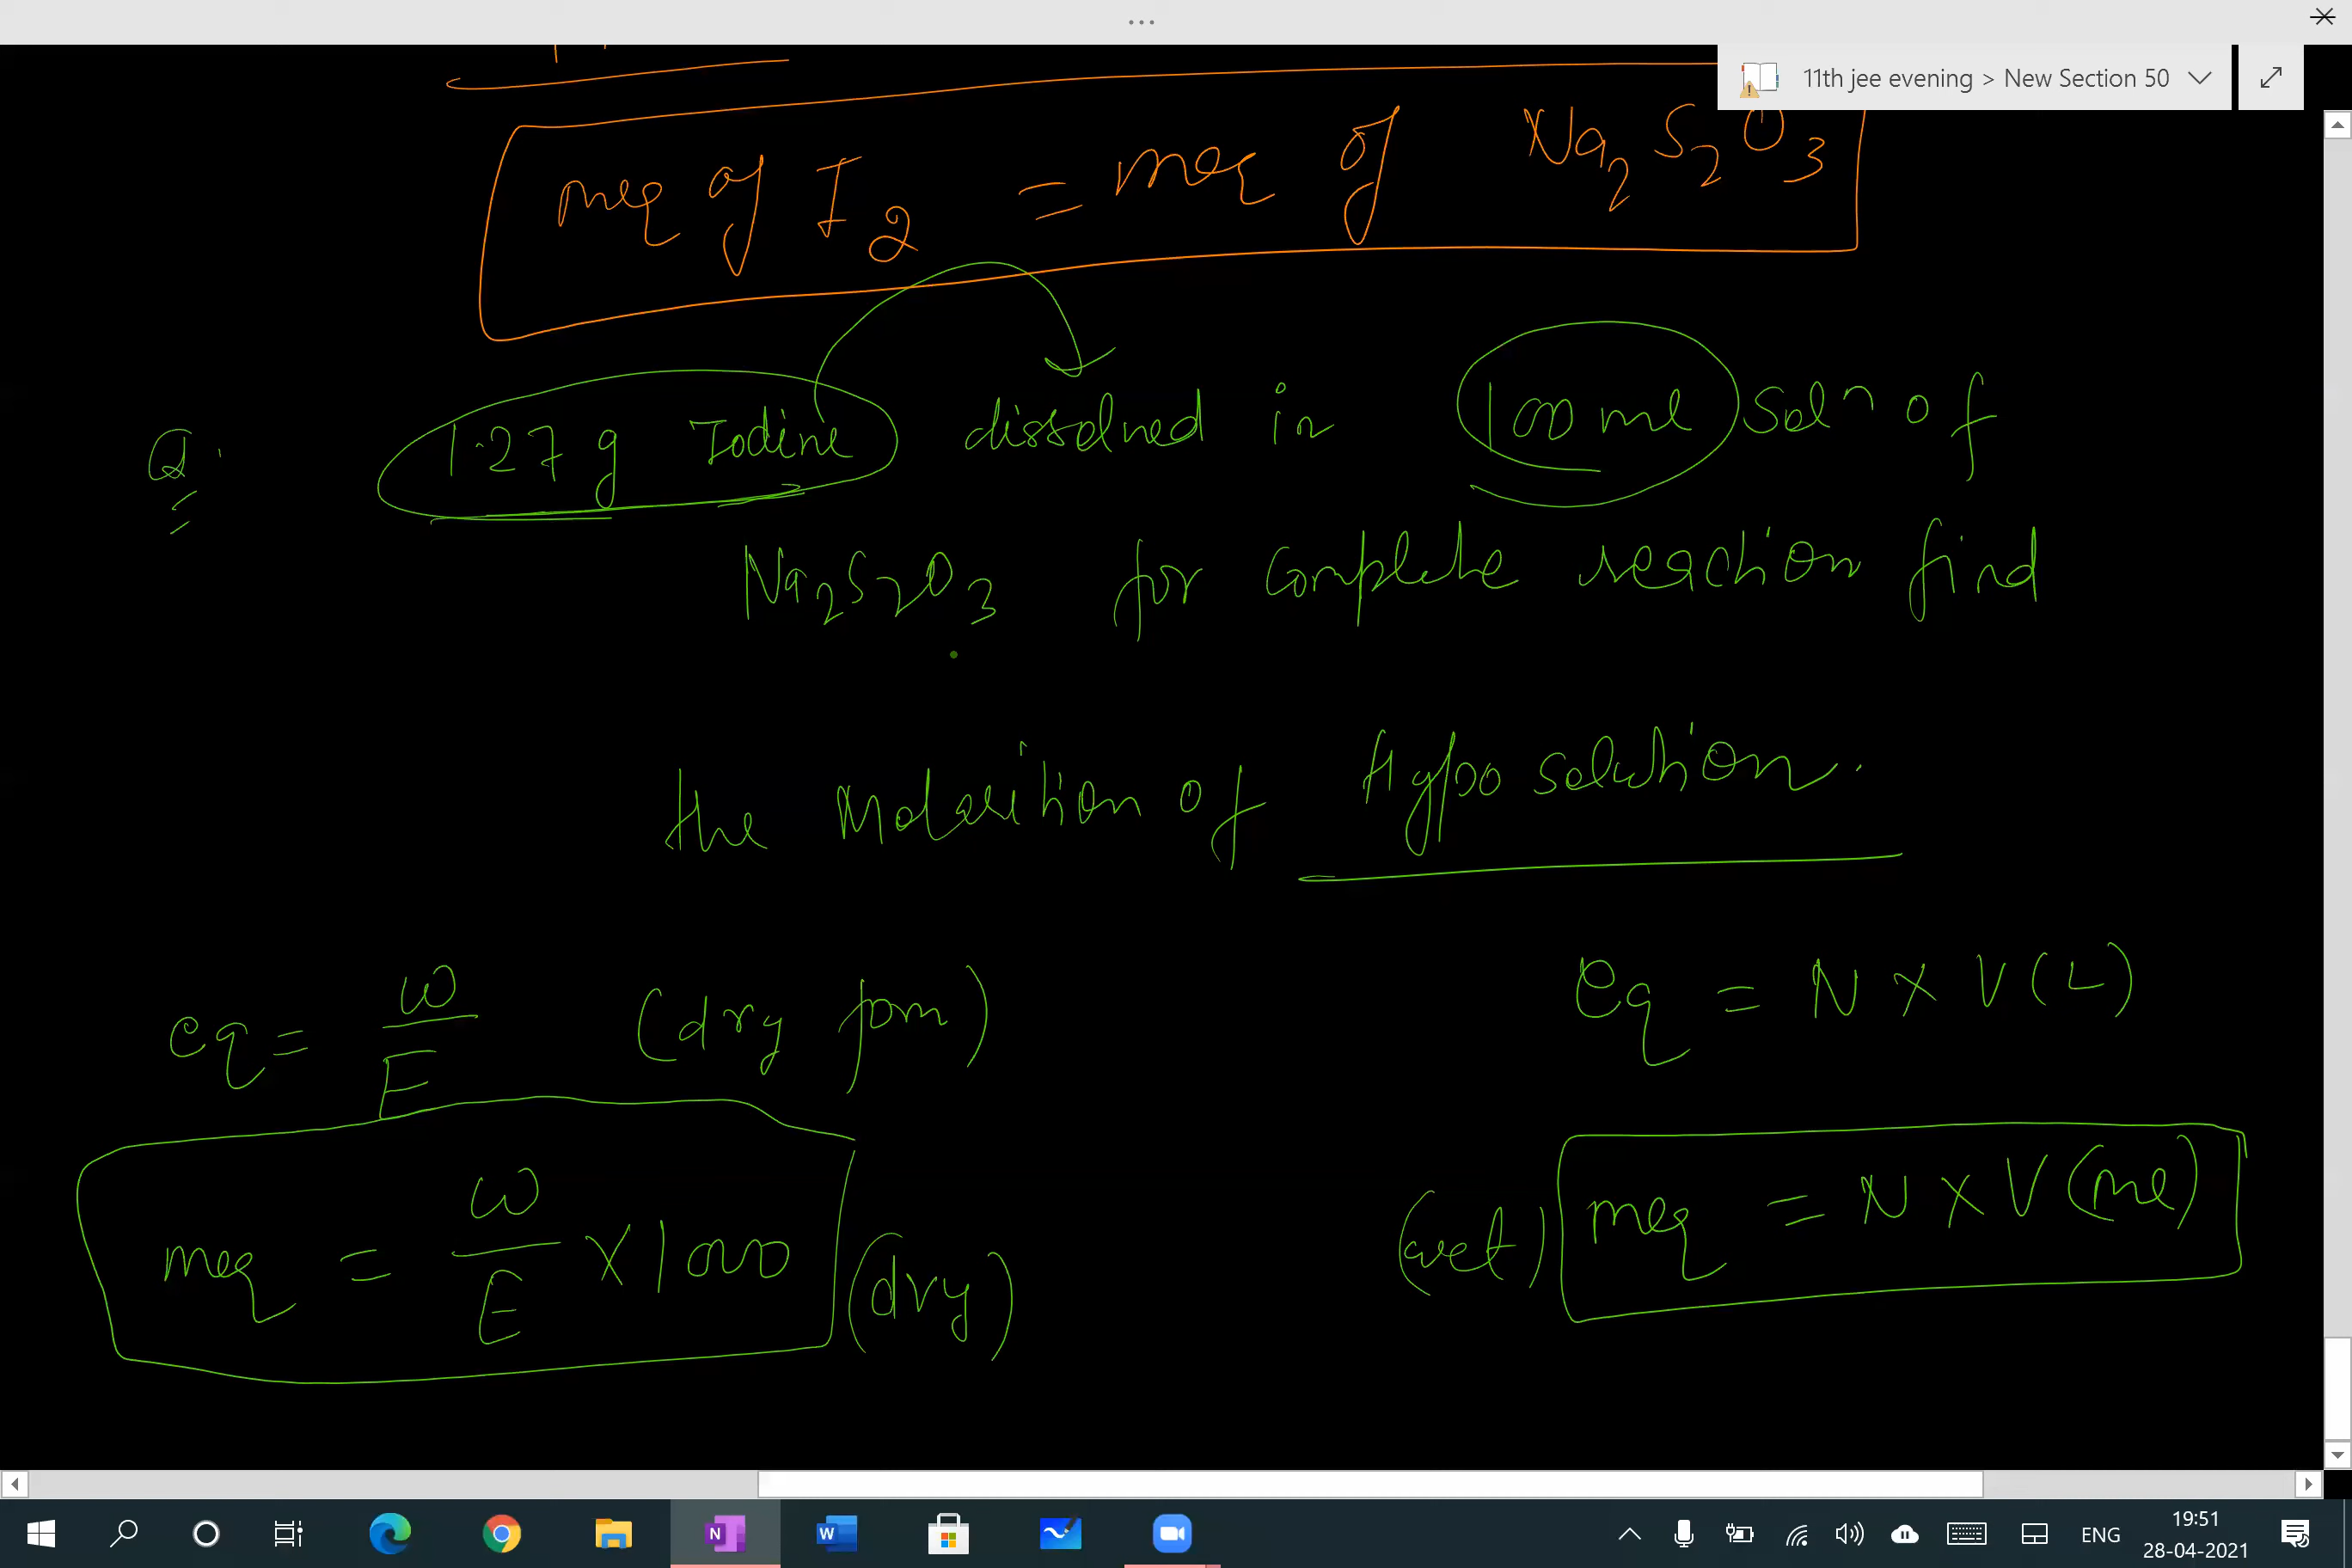 ...
11th jee evening > New Section 50
meq of I2 = meq of Na2S2O3
Q. 1.27 g Iodine dissolved in 100 ml Solⁿ of
Na2S2O3 for complete reaction find
the Molarition of Hypo solution.
eq = w/E (dry form) eq = N × V(L)
meq = w/E × 1000 (dry) (wet) meq = N × V(ml)
ENG
19:51
28-04-2021